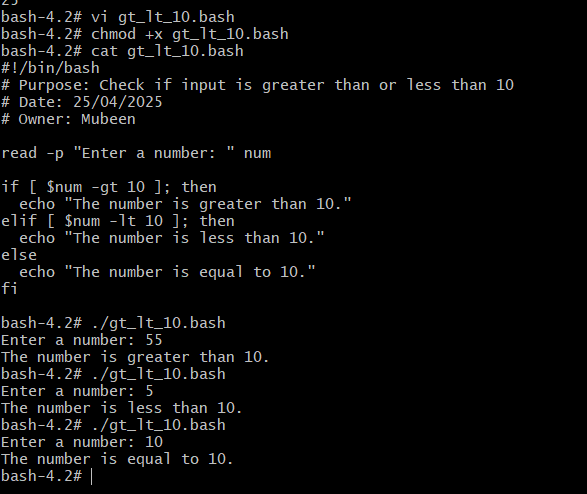 25
bash-4.2# vi gt_lt_10.bash
bash-4.2# chmod +x gt_lt_10.bash
bash-4.2# cat gt_lt_10.bash
#!/bin/bash
# Purpose: Check if input is greater than or less than 10
# Date: 25/04/2025
# Owner: Mubeen

read -p "Enter a number: " num

if [ $num -gt 10 ]; then
  echo "The number is greater than 10."
elif [ $num -lt 10 ]; then
  echo "The number is less than 10."
else
  echo "The number is equal to 10."
fi

bash-4.2# ./gt_lt_10.bash
Enter a number: 55
The number is greater than 10.
bash-4.2# ./gt_lt_10.bash
Enter a number: 5
The number is less than 10.
bash-4.2# ./gt_lt_10.bash
Enter a number: 10
The number is equal to 10.
bash-4.2#